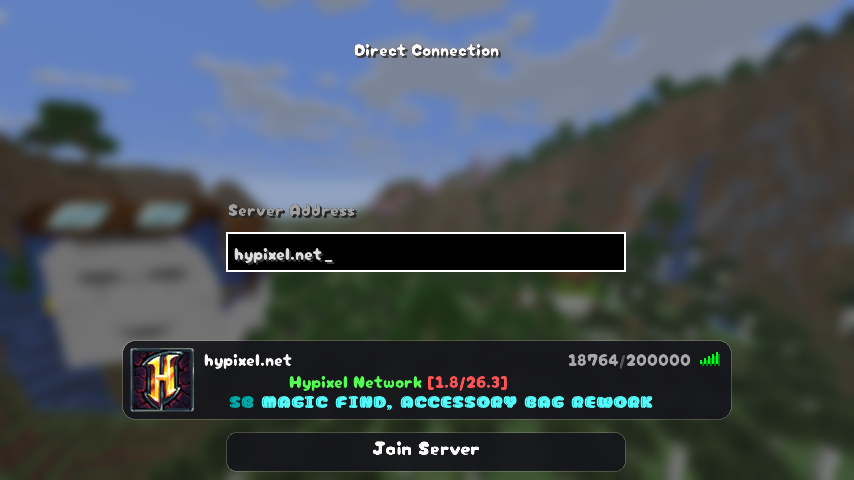 Direct Connection
Server Address
hypixel.net_
hypixel.net 18764/200000
Hypixel Network [1.8/26.3]
SB MAGIC FIND, ACCESSORY BAG REWORK
Join Server